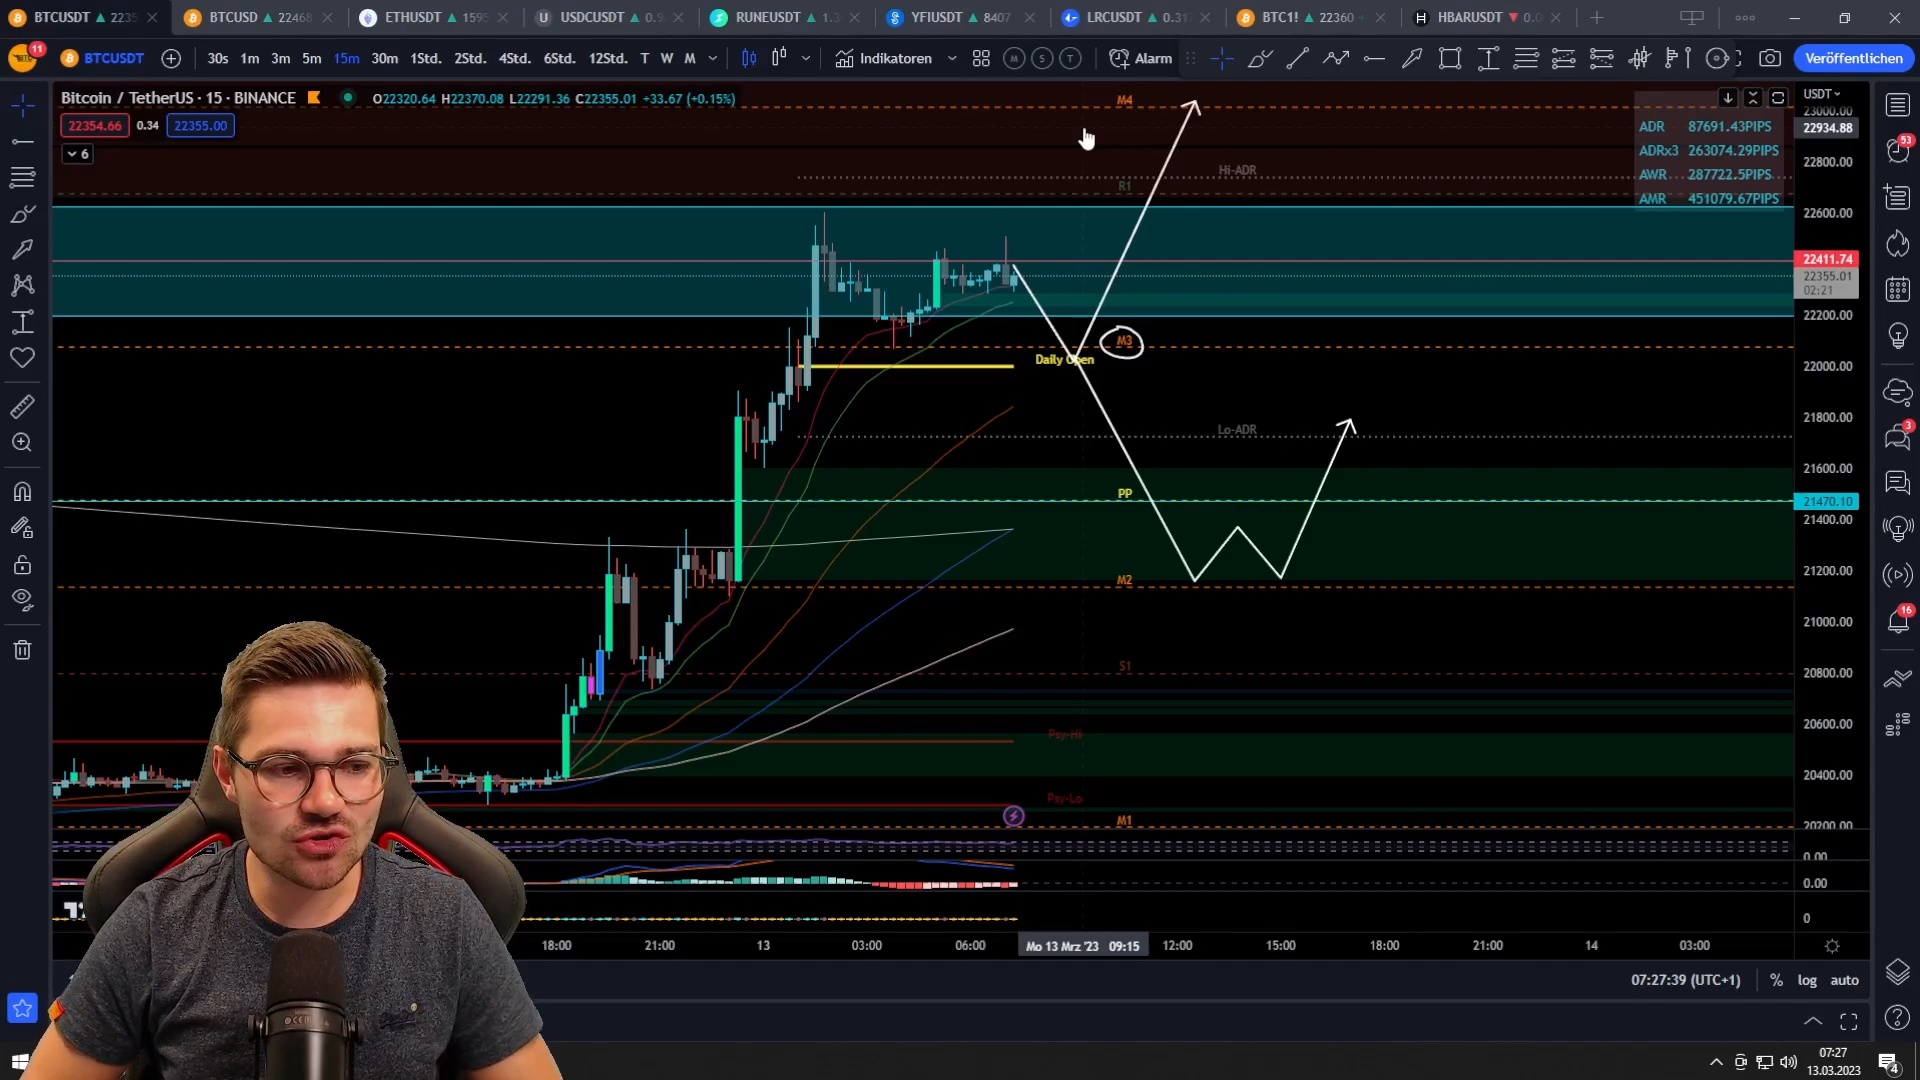 BTCUSDT ▲ 2235
BTCUSD ▲ 22468
ETHUSDT ▲ 1595
USDCUSDT ▲ 0.9
RUNEUSDT ▲ 1.3
YFIUSDT ▲ 8407
LRCUSDT ▲ 0.31
BTC1! ▲ 22360
HBARUSDT ▼ 0.0
11
BTCUSDT
30s 1m 3m 5m 15m 30m 1Std. 2Std. 4Std. 6Std. 12Std. T W M
Indikatoren
M S T
Alarm
Veröffentlichen
Bitcoin / TetherUS · 15 · BINANCE
O22320.64 H22370.08 L22291.36 C22355.01 +33.67 (+0.15%)
22354.66 0.34 22355.00
6
USDT
ADR 87691.43PIPS
ADRx3 263074.29PIPS
AWR 287722.5PIPS
AMR 451079.67PIPS
M4
Hi-ADR
R1
M3
Daily Open
Lo-ADR
PP
M2
S1
Psy-Hi
Psy-Lo
M1
23000.00
22934.88
22800.00
22600.00
22411.74
22355.01
02:21
22200.00
22000.00
21800.00
21600.00
21470.10
21400.00
21200.00
21000.00
20800.00
20600.00
20400.00
20200.00
0.00
0.00
0
53
3
16
18:00 21:00 13 03:00 06:00 Mo 13 Mrz '23 09:15 12:00 15:00 18:00 21:00 14 03:00
07:27:39 (UTC+1) % log auto
07:27
13.03.2023
4